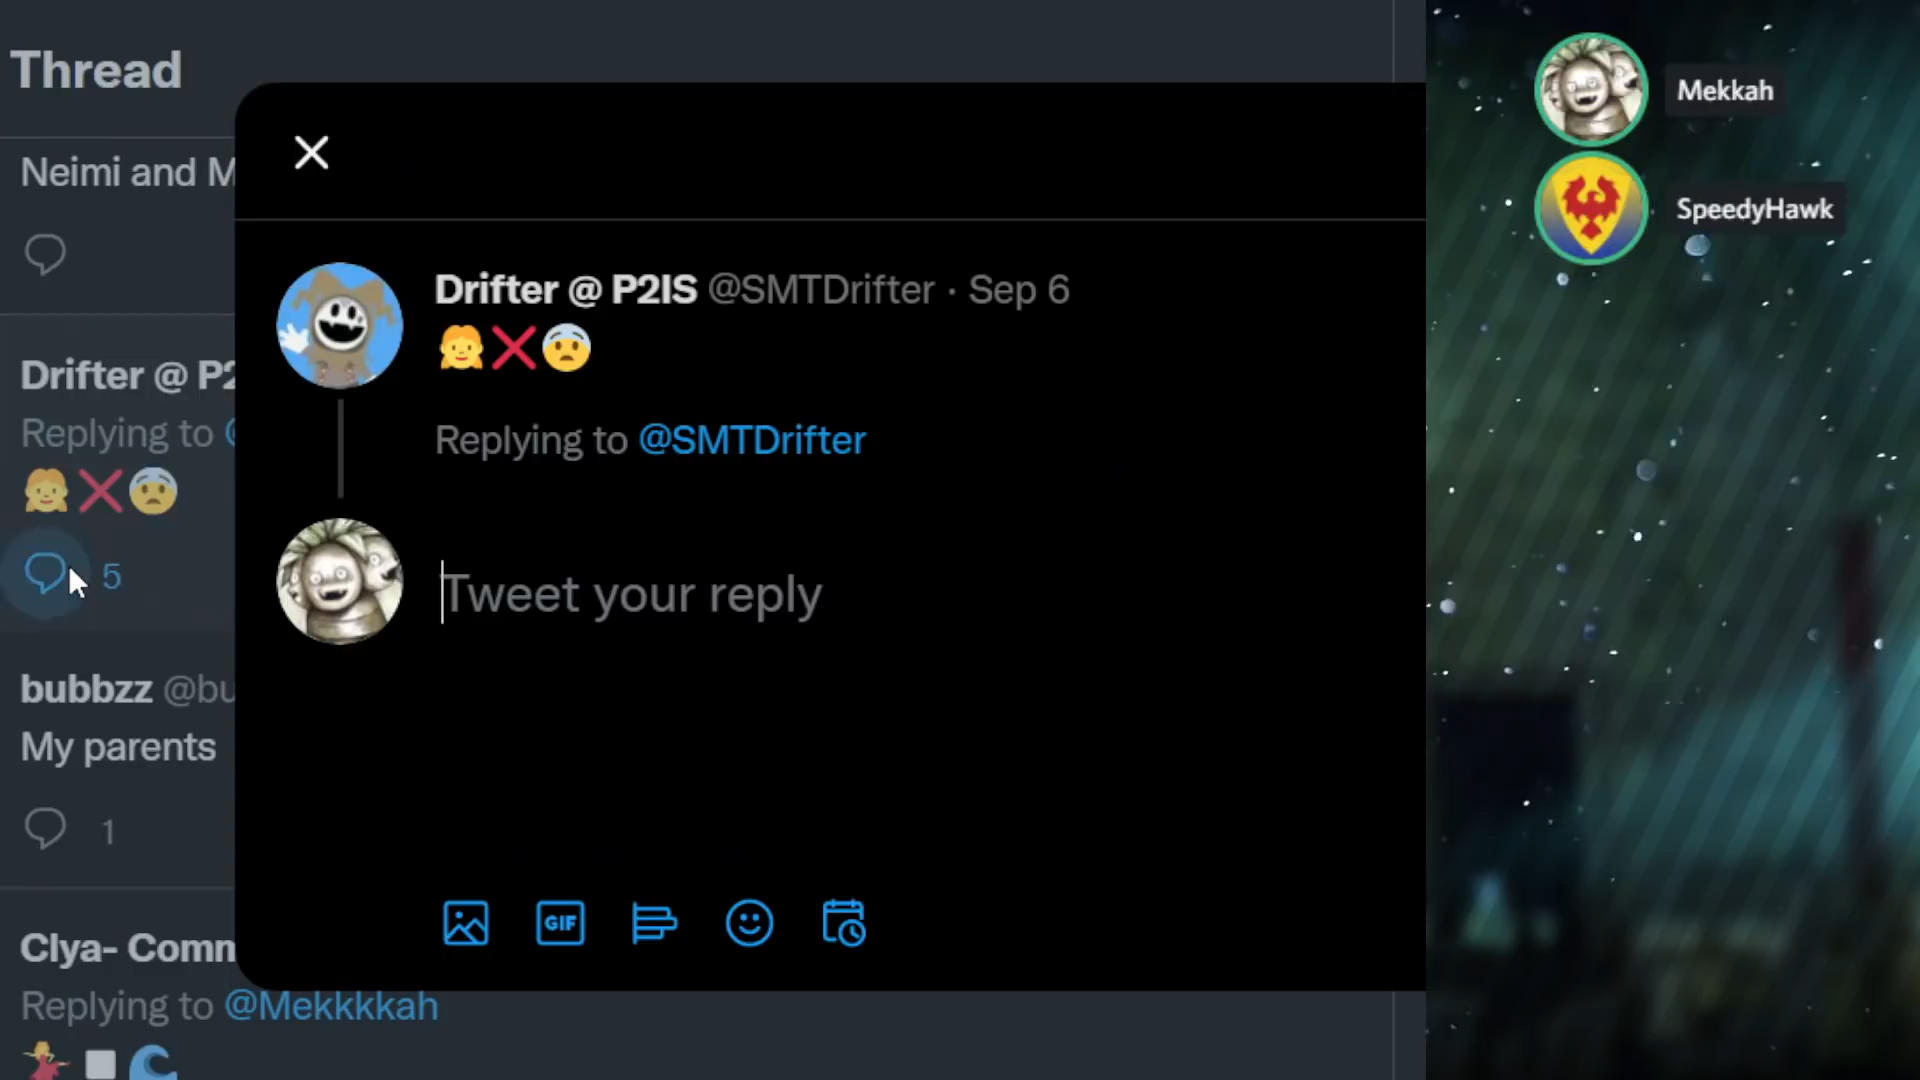 Thread
Neimi and M
Drifter @ P2
Replying to @
👧❌😨
5
bubbzz @bu
My parents
1
Clya- Comm
Replying to @Mekkkkah
💃◻️🌊
Drifter @ P2IS @SMTDrifter · Sep 6
👧❌😨
Replying to @SMTDrifter
Tweet your reply
GIF
Mekkah
SpeedyHawk